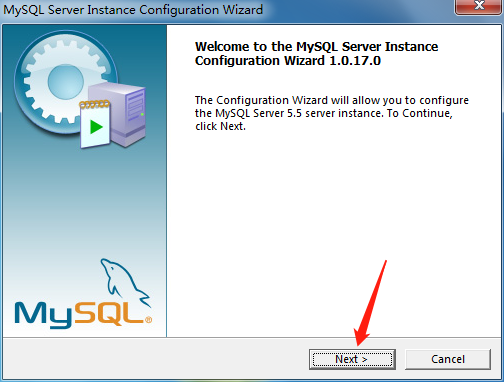 MySQL Server Instance Configuration Wizard
Welcome to the MySQL Server Instance
Configuration Wizard 1.0.17.0
The Configuration Wizard will allow you to configure
the MySQL Server 5.5 server instance. To Continue,
click Next.
MySQL®
Next >
Cancel